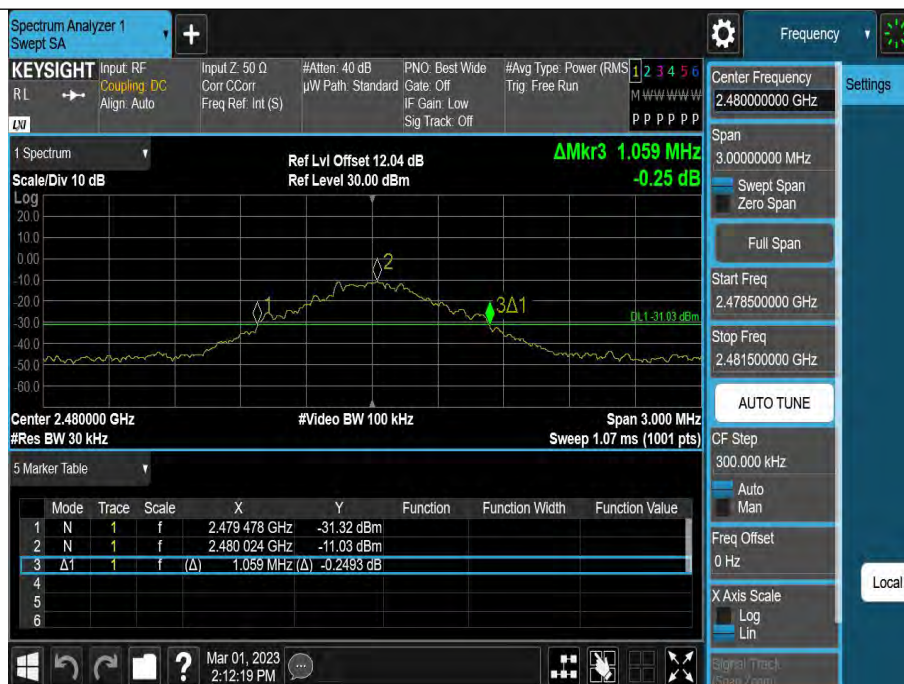 Spectrum Analyzer 1
Swept SA
+
Frequency
KEYSIGHT
R L
LXI
Input: RF
Coupling: DC
Align: Auto
Input Z: 50 Ω
Corr CCorr
Freq Ref: Int (S)
#Atten: 40 dB
µW Path: Standard
PNO: Best Wide
Gate: Off
IF Gain: Low
Sig Track: Off
#Avg Type: Power (RMS
Trig: Free Run
1 2 3 4 5 6
M W W W W W
P P P P P P
1 Spectrum
Scale/Div 10 dB
Ref Lvl Offset 12.04 dB
Ref Level 30.00 dBm
ΔMkr3 1.059 MHz
-0.25 dB
Log
20.0
10.0
0.00
-10.0
-20.0
-30.0
-40.0
-50.0
-60.0
1
2
3Δ1
DL1 -31.03 dBm
Center 2.480000 GHz
#Res BW 30 kHz
#Video BW 100 kHz
Span 3.000 MHz
Sweep 1.07 ms (1001 pts)
5 Marker Table
Mode Trace Scale X Y Function Function Width Function Value
1 N 1 f 2.479 478 GHz -31.32 dBm
2 N 1 f 2.480 024 GHz -11.03 dBm
3 Δ1 1 f (Δ) 1.059 MHz (Δ) -0.2493 dB
4
5
6
Mar 01, 2023
2:12:19 PM
?
Center Frequency
2.480000000 GHz
Span
3.00000000 MHz
Swept Span
Zero Span
Full Span
Start Freq
2.478500000 GHz
Stop Freq
2.481500000 GHz
AUTO TUNE
CF Step
300.000 kHz
Auto
Man
Freq Offset
0 Hz
X Axis Scale
Log
Lin
Signal Track
(Span Zoom)
Settings
Local